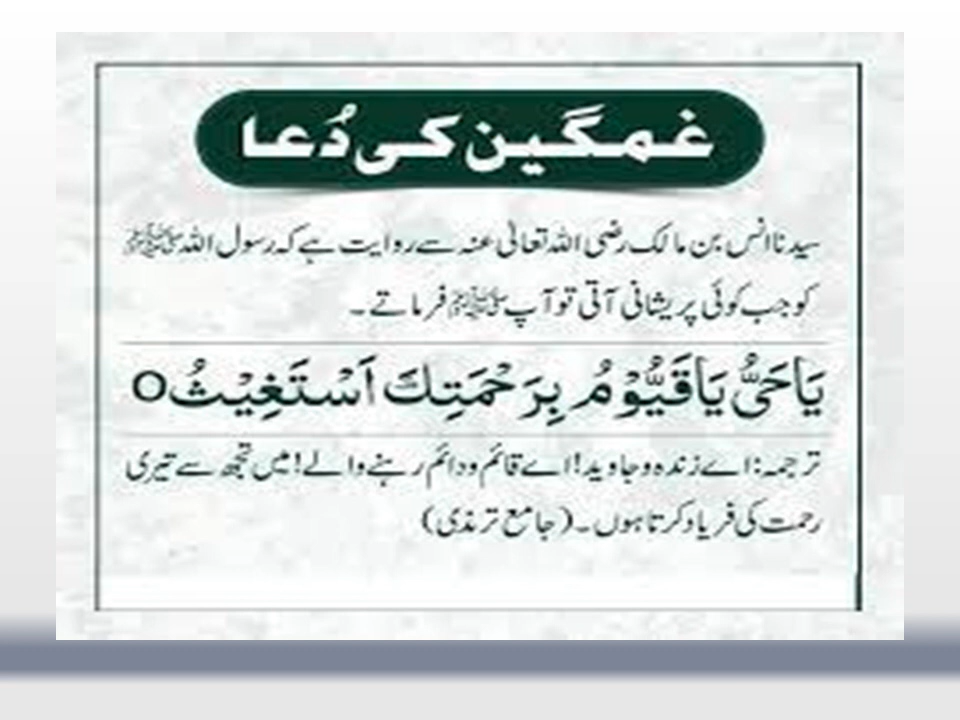 غمگین کی دُعا
سیدنا انس بن مالک رضی اللہ تعالیٰ عنہ سے روایت ہے کہ رسول اللہ ﷺ
کو جب کوئی پریشانی آتی تو آپ ﷺ فرماتے۔
يَاحَيُّ يَاقَيُّوْمُ بِرَحْمَتِكَ اَسْتَغِيْثُO
ترجمہ: اے زندہ و جاوید! اے قائم و دائم رہنے والے! میں تجھ سے تیری
رحمت کی فریاد کرتا ہوں۔ (جامع ترمذی)